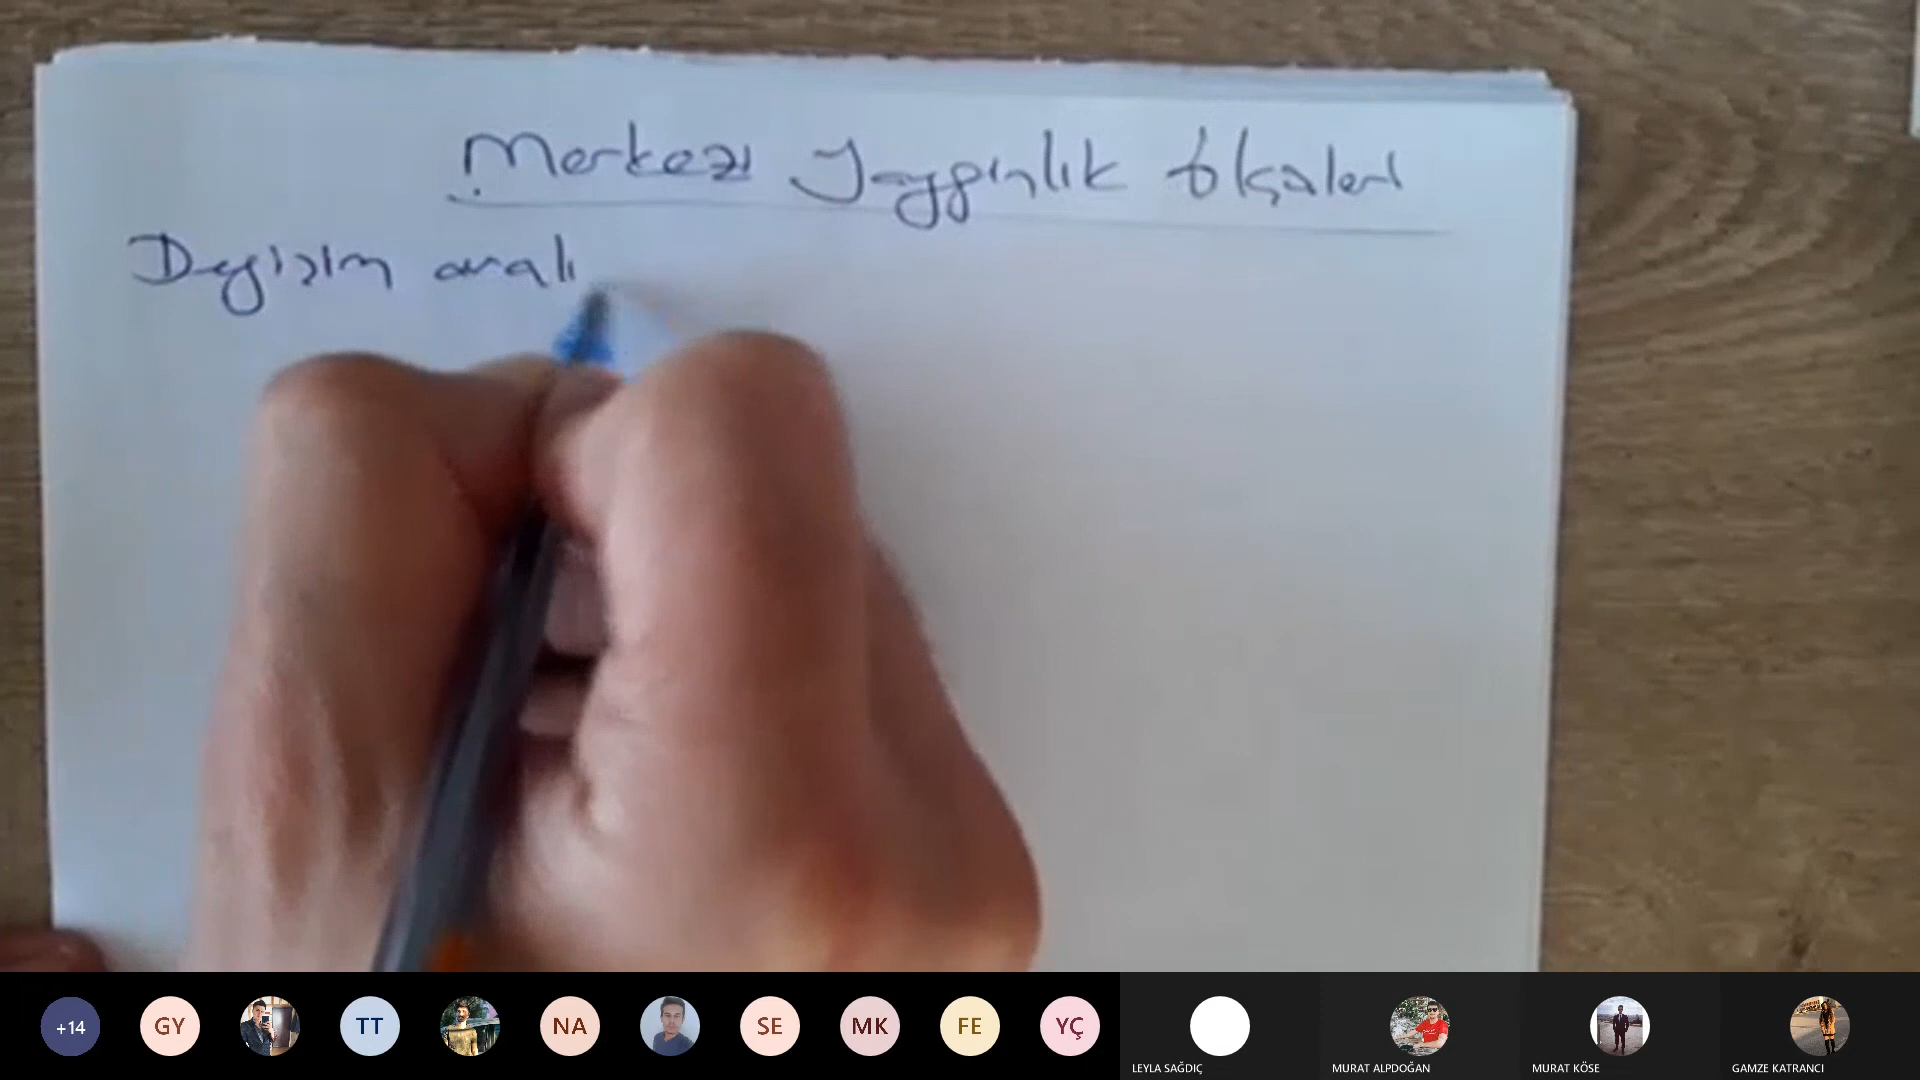 Merkezi Yaygınlık ölçüleri
Değişim aralı
+14
GY
TT
NA
SE
MK
FE
YÇ
LEYLA SAĞDIÇ
MURAT ALPDOĞAN
MURAT KÖSE
GAMZE KATRANCI